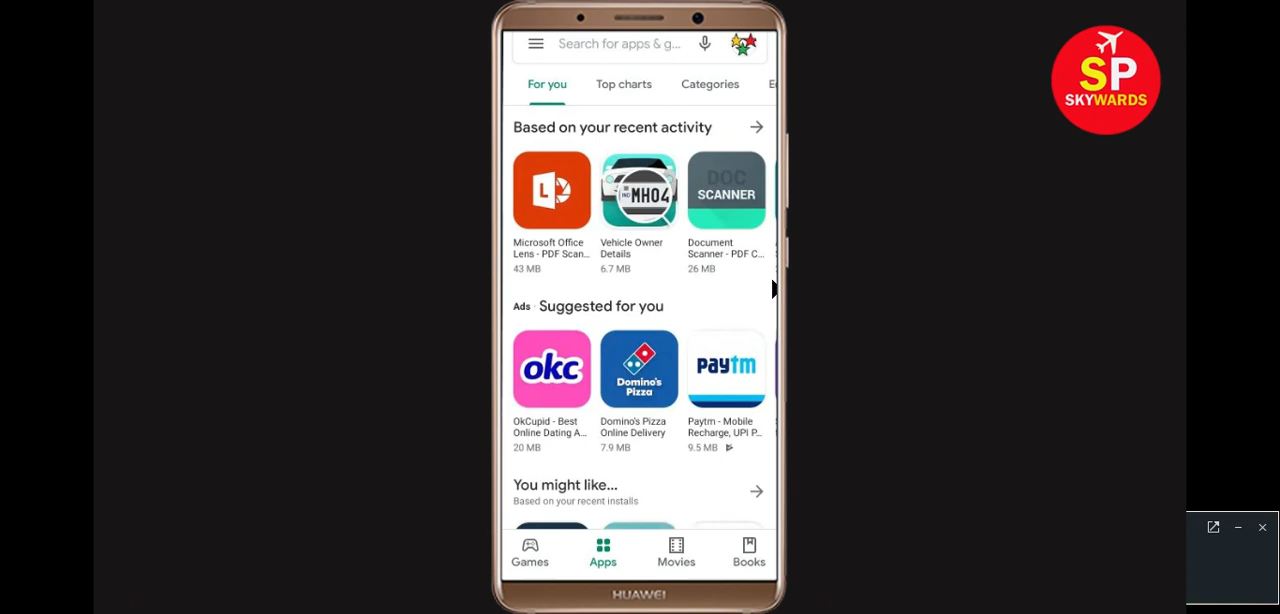 Search for apps & g...
SP
SKYWARDS
For you Top charts Categories
Based on your recent activity
L
MH04
DOC
SCANNER
Microsoft Office
Lens - PDF Scan...
43 MB
Vehicle Owner
Details
6.7 MB
Document
Scanner - PDF C...
26 MB
Ads · Suggested for you
okc
Domino's
Pizza
paytm
OkCupid - Best
Online Dating A...
20 MB
Domino's Pizza
Online Delivery
7.9 MB
Paytm - Mobile
Recharge, UPI P...
9.5 MB
You might like...
Based on your recent installs
Games Apps Movies Books
HUAWEI